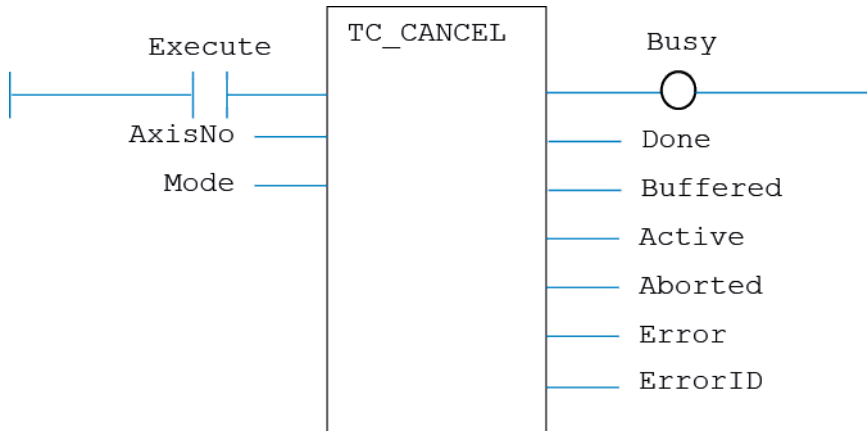 TC_CANCEL
Execute
Busy
AxisNo
Done
Mode
Buffered
Active
Aborted
Error
ErrorID